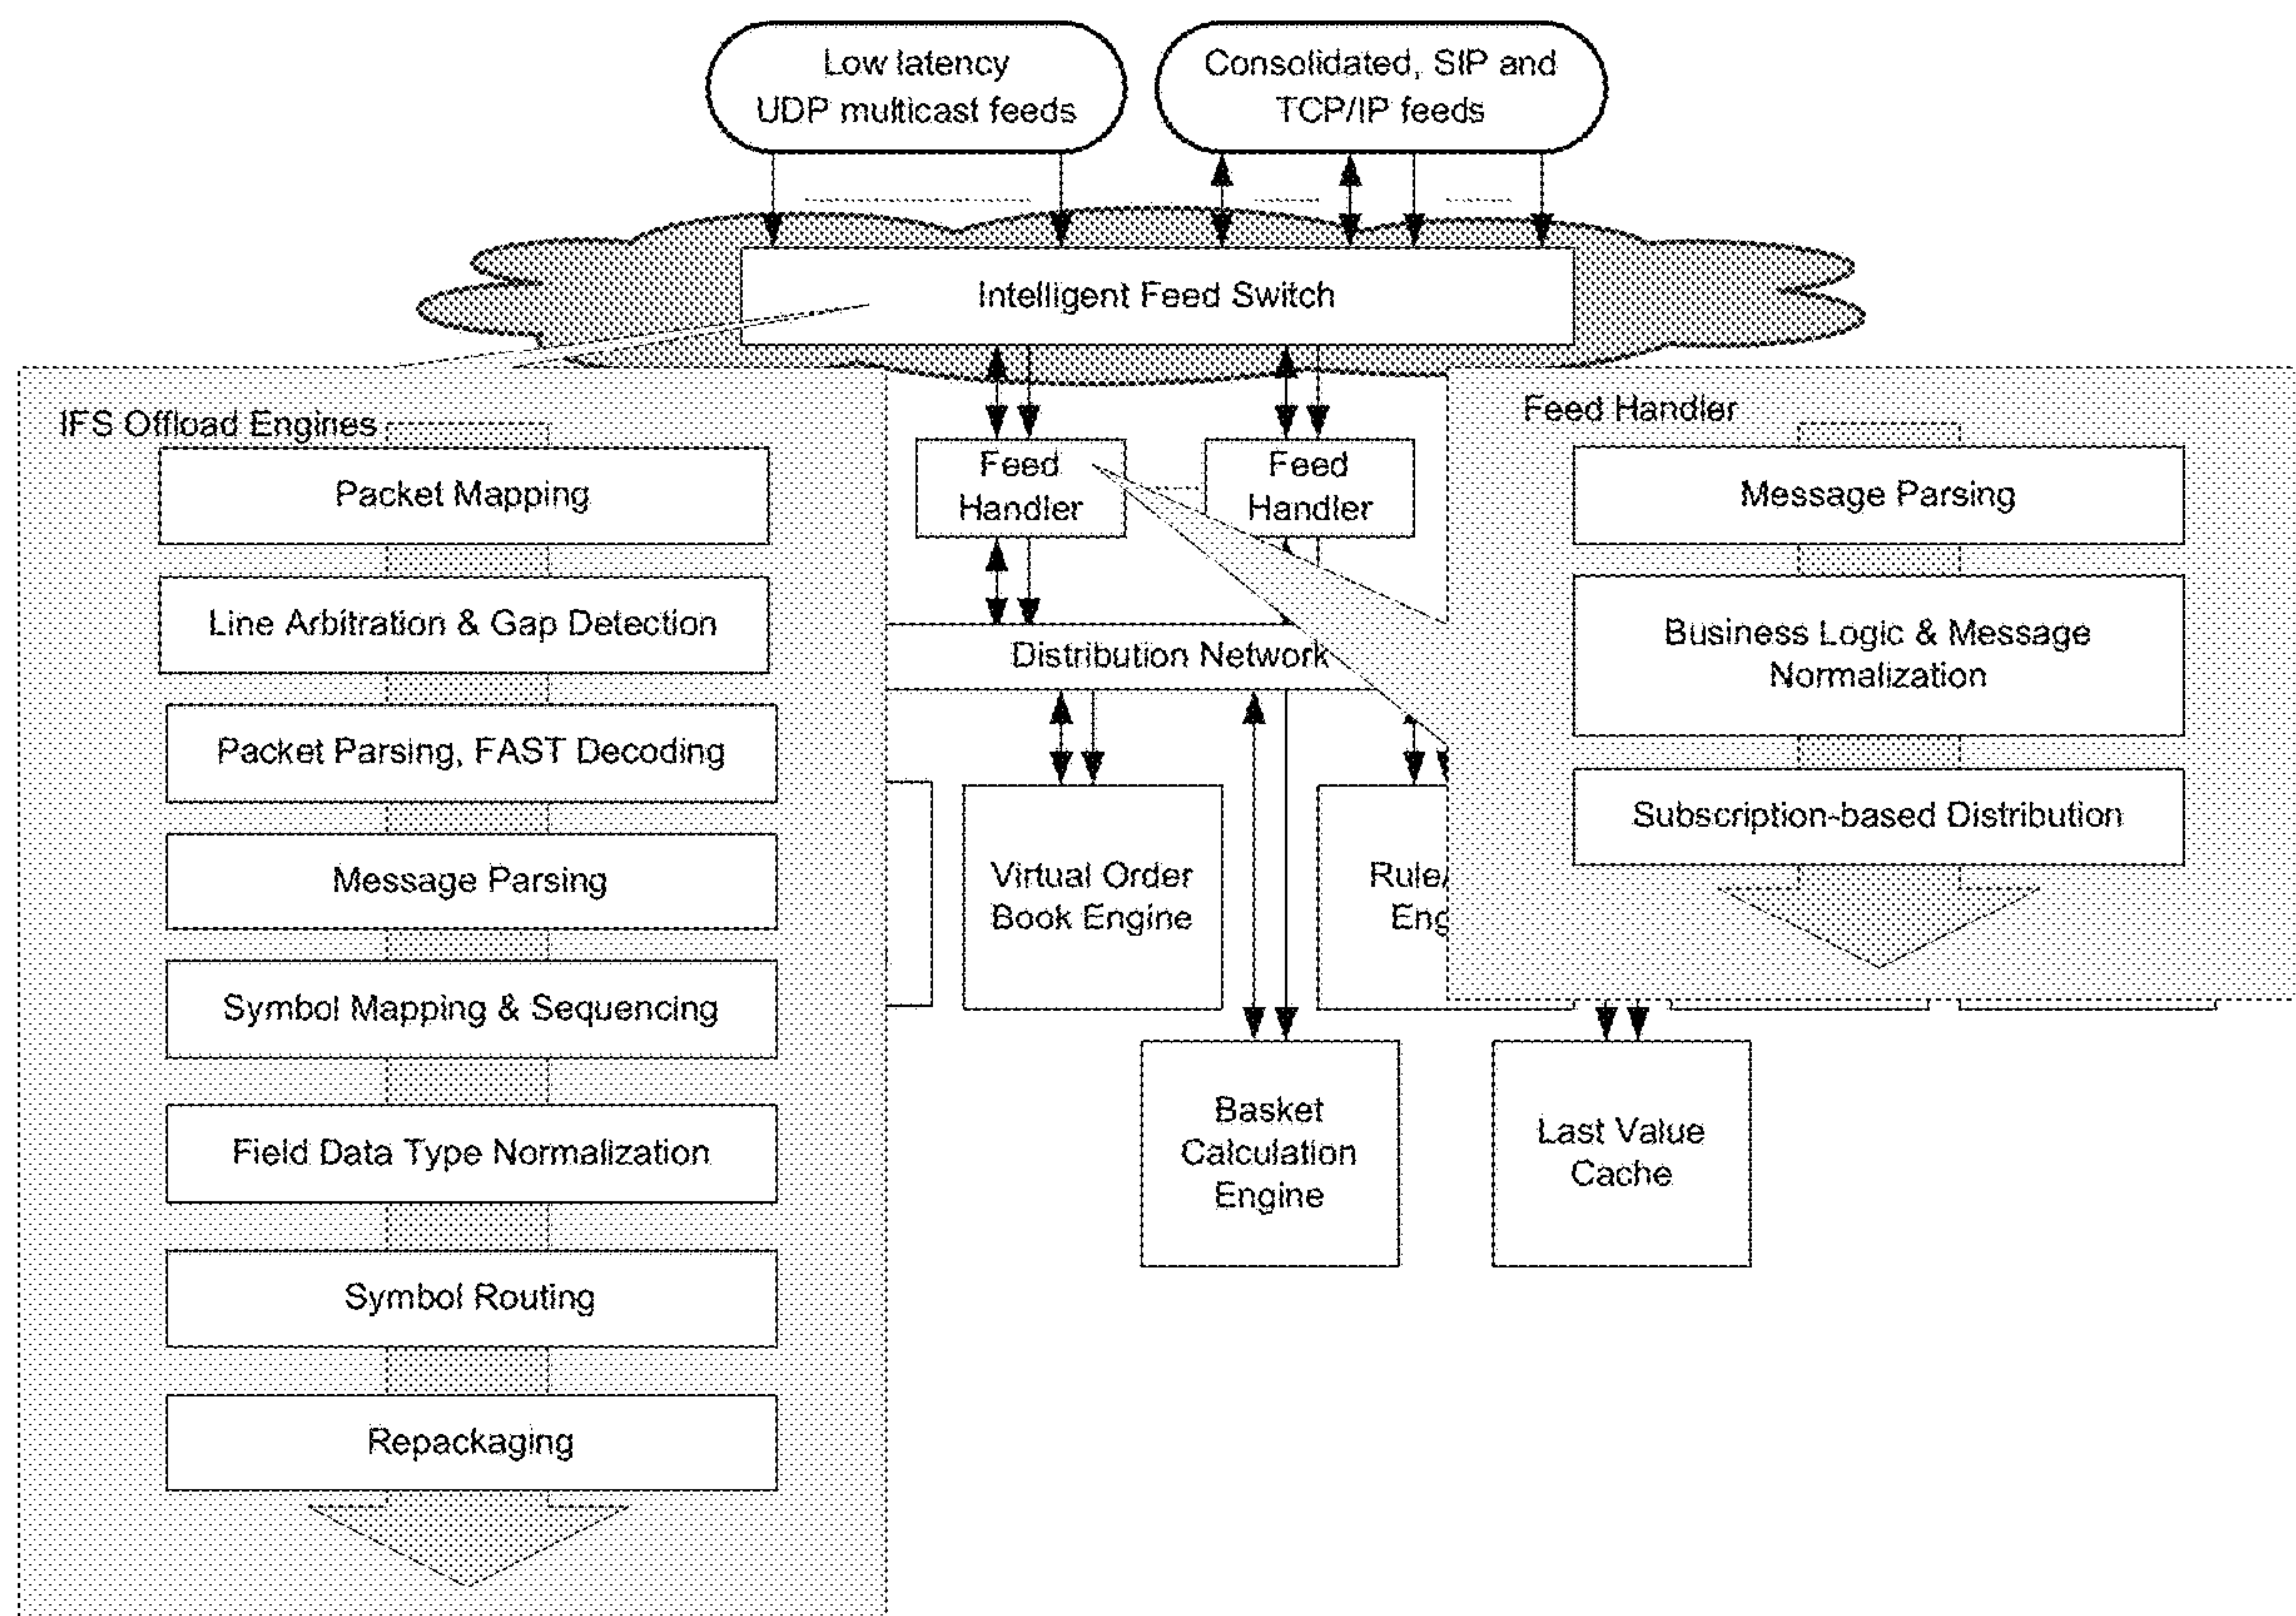 Low latency
UDP multicast feeds
Consolidated, SIP and
TCP/IP feeds
Intelligent Feed Switch
IFS Offload Engines
Packet Mapping
Line Arbitration & Gap Detection
Packet Parsing, FAST Decoding
Message Parsing
Symbol Mapping & Sequencing
Field Data Type Normalization
Symbol Routing
Repackaging
Feed
Handler
Feed
Handler
Distribution Network
Virtual Order
Book Engine
Rule/
Eng
Basket
Calculation
Engine
Last Value
Cache
Feed Handler
Message Parsing
Business Logic & Message
Normalization
Subscription-based Distribution